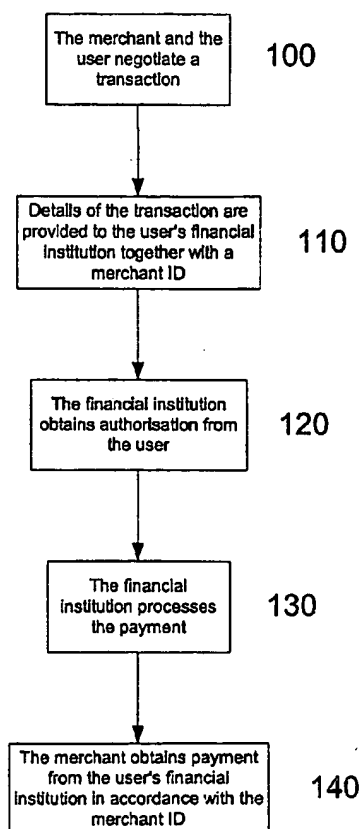 The merchant and the
user negotiate a
transaction
100
Details of the transaction are
provided to the user's financial
institution together with a
merchant ID
110
The financial institution
obtains authorisation from
the user
120
The financial
institution processes
the payment
130
The merchant obtains payment
from the user's financial
institution in accordance with the
merchant ID
140